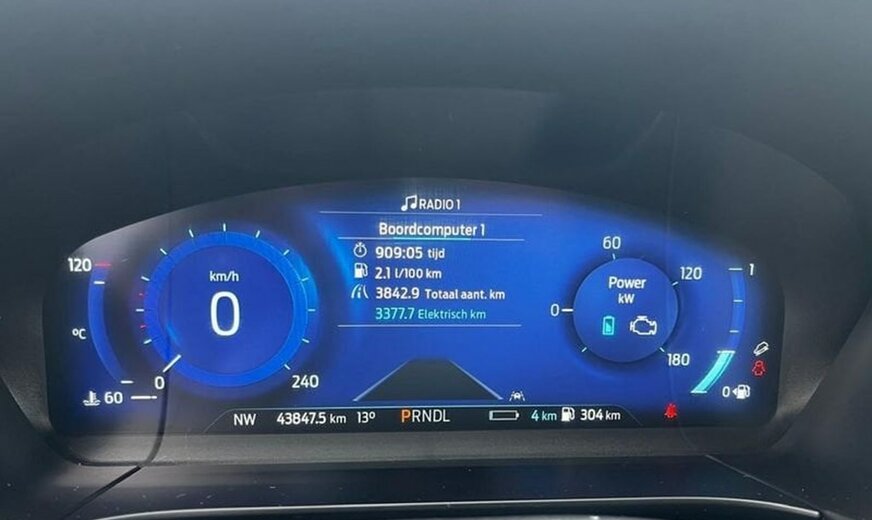 RADIO 1
Boordcomputer 1
909:05 tijd
2.1 l/100 km
3842.9 Totaal aant. km
3377.7 Elektrisch km
120
°C
60
km/h
0
0
240
60
0
120
180
Power
kW
1
0
NW 43847.5 km 13° PRNDL 4 km 304 km